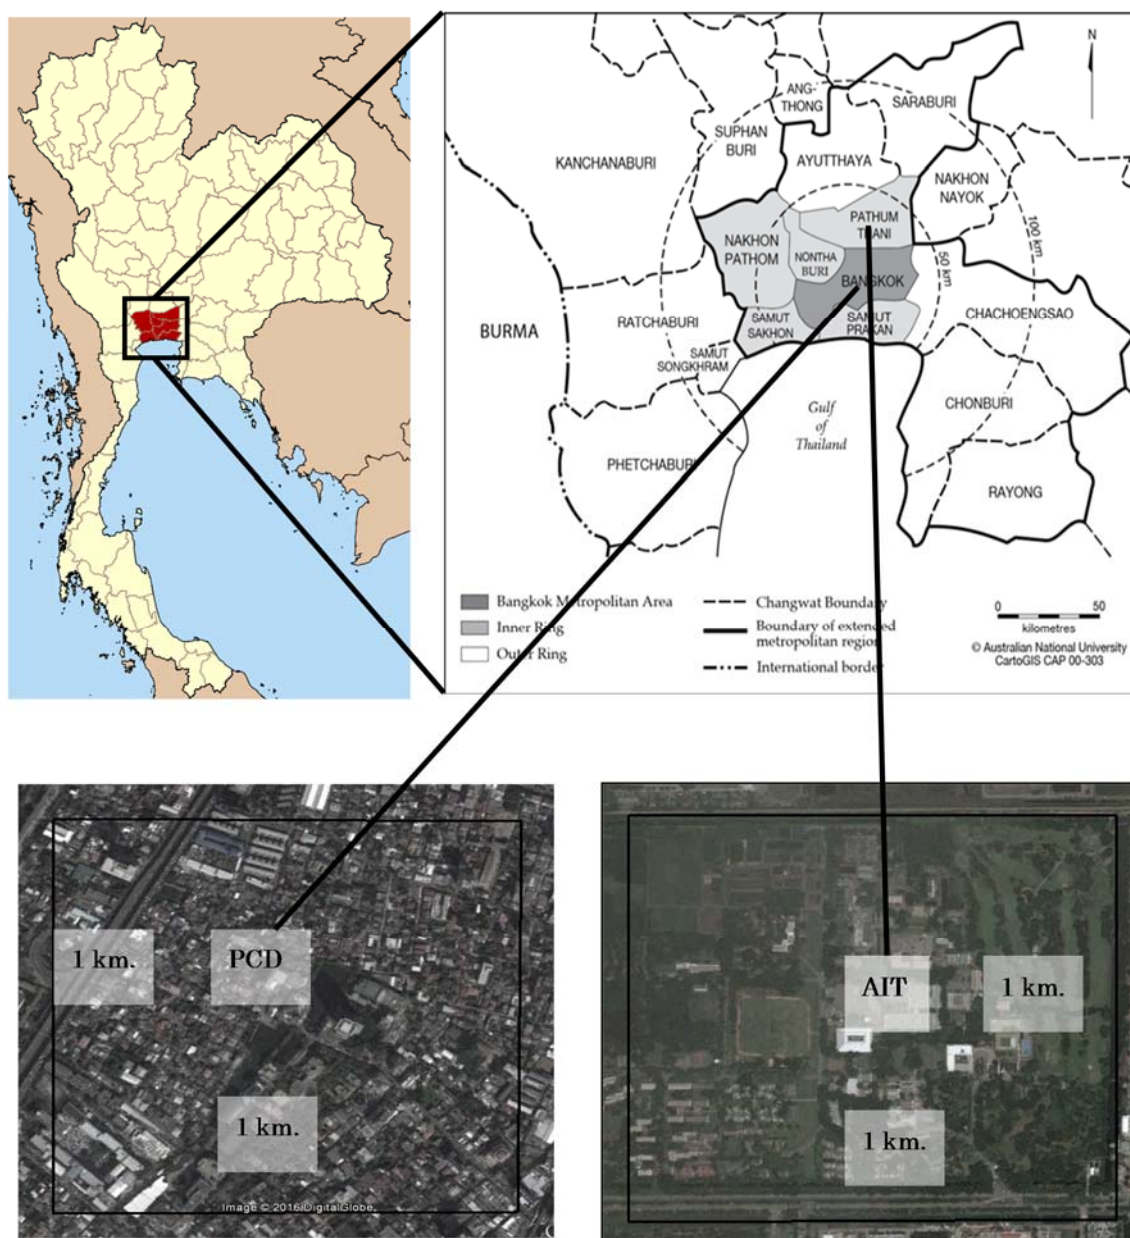 N
ANG-
THONG
SARABURI
SUPHAN
BURI
KANCHANABURI
AYUTTHAYA
NAKHON
NAYOK
PATHUM
THANI
100 km
NAKHON
PATHOM
NONTHA
BURI
50 km
BANGKOK
CHACHOENGSAO
BURMA
RATCHABURI
SAMUT
SAKHON
SAMUT
PRAKAN
SAMUT
SONGKHRAM
CHONBURI
Gulf
of
Thailand
PHETCHABURI
RAYONG
Bangkok Metropolitan Area
Inner Ring
Outer Ring
Changwat Boundary
Boundary of extended
metropolitan region
International border
0 50
kilometres
© Australian National University
CartoGIS CAP 00-303
1 km.
PCD
1 km.
Image © 2016 DigitalGlobe
AIT
1 km.
1 km.